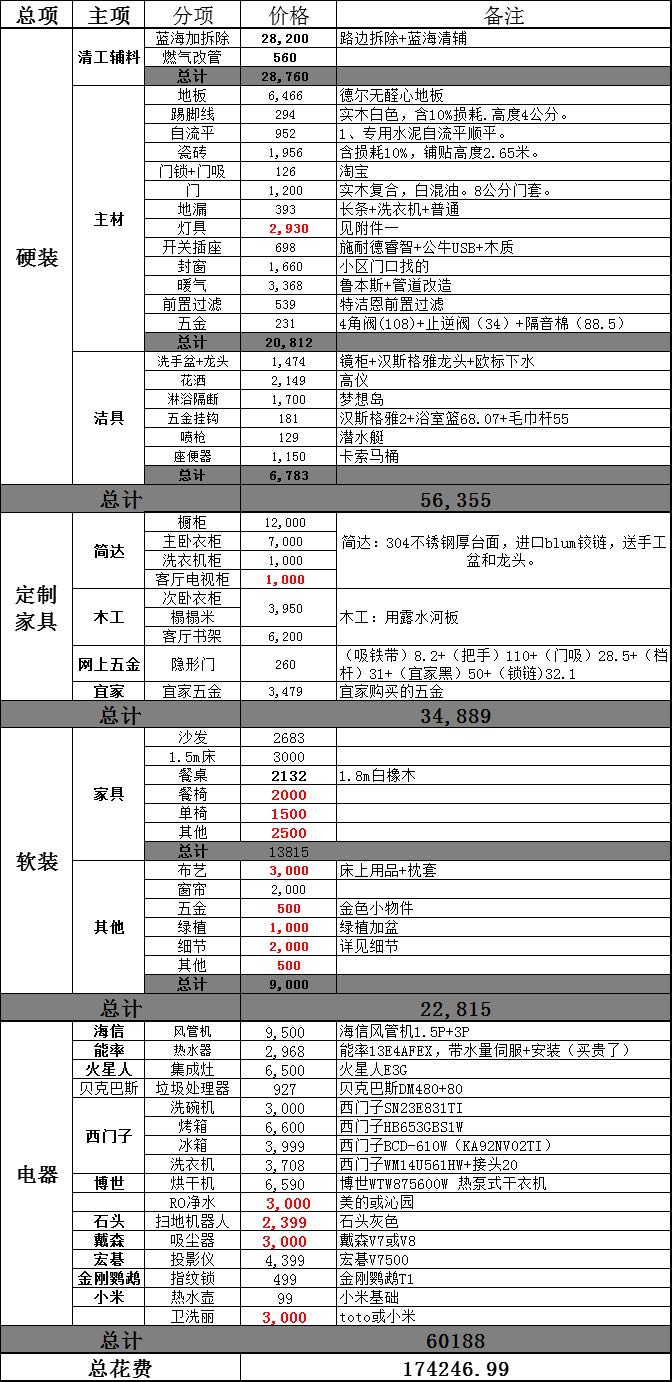 总项 主项 分项 价格 备注
硬装 清工辅料 蓝海加拆除 28,200 路边拆除+蓝海清辅
燃气改管 560
总计 28,760
主材 地板 6,466 德尔无醛心地板
踢脚线 294 实木白色，含10%损耗.高度4公分。
自流平 952 1、专用水泥自流平顺平。
瓷砖 1,956 含损耗10%，铺贴高度2.65米。
门锁+门吸 126 淘宝
门 1,200 实木复合，白混油。8公分门套。
地漏 393 长条+洗衣机+普通
灯具 2,930 见附件一
开关插座 698 施耐德睿智+公牛USB+木质
封窗 1,660 小区门口找的
暖气 3,368 鲁本斯+管道改造
前置过滤 539 特洁恩前置过滤
五金 231 4角阀(108)+止逆阀（34）+隔音棉（88.5）
总计 20,812
洁具 洗手盆+龙头 1,474 镜柜+汉斯格雅龙头+欧标下水
花洒 2,149 高仪
淋浴隔断 1,700 梦想岛
五金挂钩 181 汉斯格雅2+浴室篮68.07+毛巾杆55
喷枪 129 潜水艇
座便器 1,150 卡索马桶
总计 6,783
总计 56,355
定制家具 简达 橱柜 12,000 简达：304不锈钢厚台面，进口blum铰链，送手工盆和龙头。
主卧衣柜 7,000
洗衣机柜 1,000
客厅电视柜 1,000
木工 次卧衣柜 3,950 木工：用露水河板
榻榻米
客厅书架 6,200
网上五金 隐形门 260 （吸铁带）8.2+（把手）110+（门吸）28.5+（档杆）31+（宜家黑）50+（锁链)32.1
宜家 宜家五金 3,479 宜家购买的五金
总计 34,889
软装 家具 沙发 2683
1.5m床 3000
餐桌 2132 1.8m白橡木
餐椅 2000
单椅 1500
其他 2500
总计 13815
其他 布艺 3,000 床上用品+枕套
窗帘 2,000
五金 500 金色小物件
绿植 1,000 绿植加盆
细节 2,000 详见细节
其他 500
总计 9,000
总计 22,815
电器 海信 风管机 9,500 海信风管机1.5P+3P
能率 热水器 2,968 能率13E4AFEX，带水量伺服+安装（买贵了）
火星人 集成灶 6,500 火星人E3G
贝克巴斯 垃圾处理器 927 贝克巴斯DM480+80
西门子 洗碗机 3,000 西门子SN23E831TI
烤箱 6,600 西门子HB653GBS1W
冰箱 3,999 西门子BCD-610W（KA92NV02TI）
洗衣机 3,708 西门子WM14U561HW+接头20
博世 烘干机 6,590 博世WTW875600W 热泵式干衣机
RO净水 3,000 美的或沁园
石头 扫地机器人 2,399 石头灰色
戴森 吸尘器 3,000 戴森V7或V8
宏碁 投影仪 4,399 宏碁V7500
金刚鹦鹉 指纹锁 499 金刚鹦鹉T1
小米 热水壶 99 小米基础
卫洗丽 3,000 toto或小米
总计 60188
总花费 174246.99